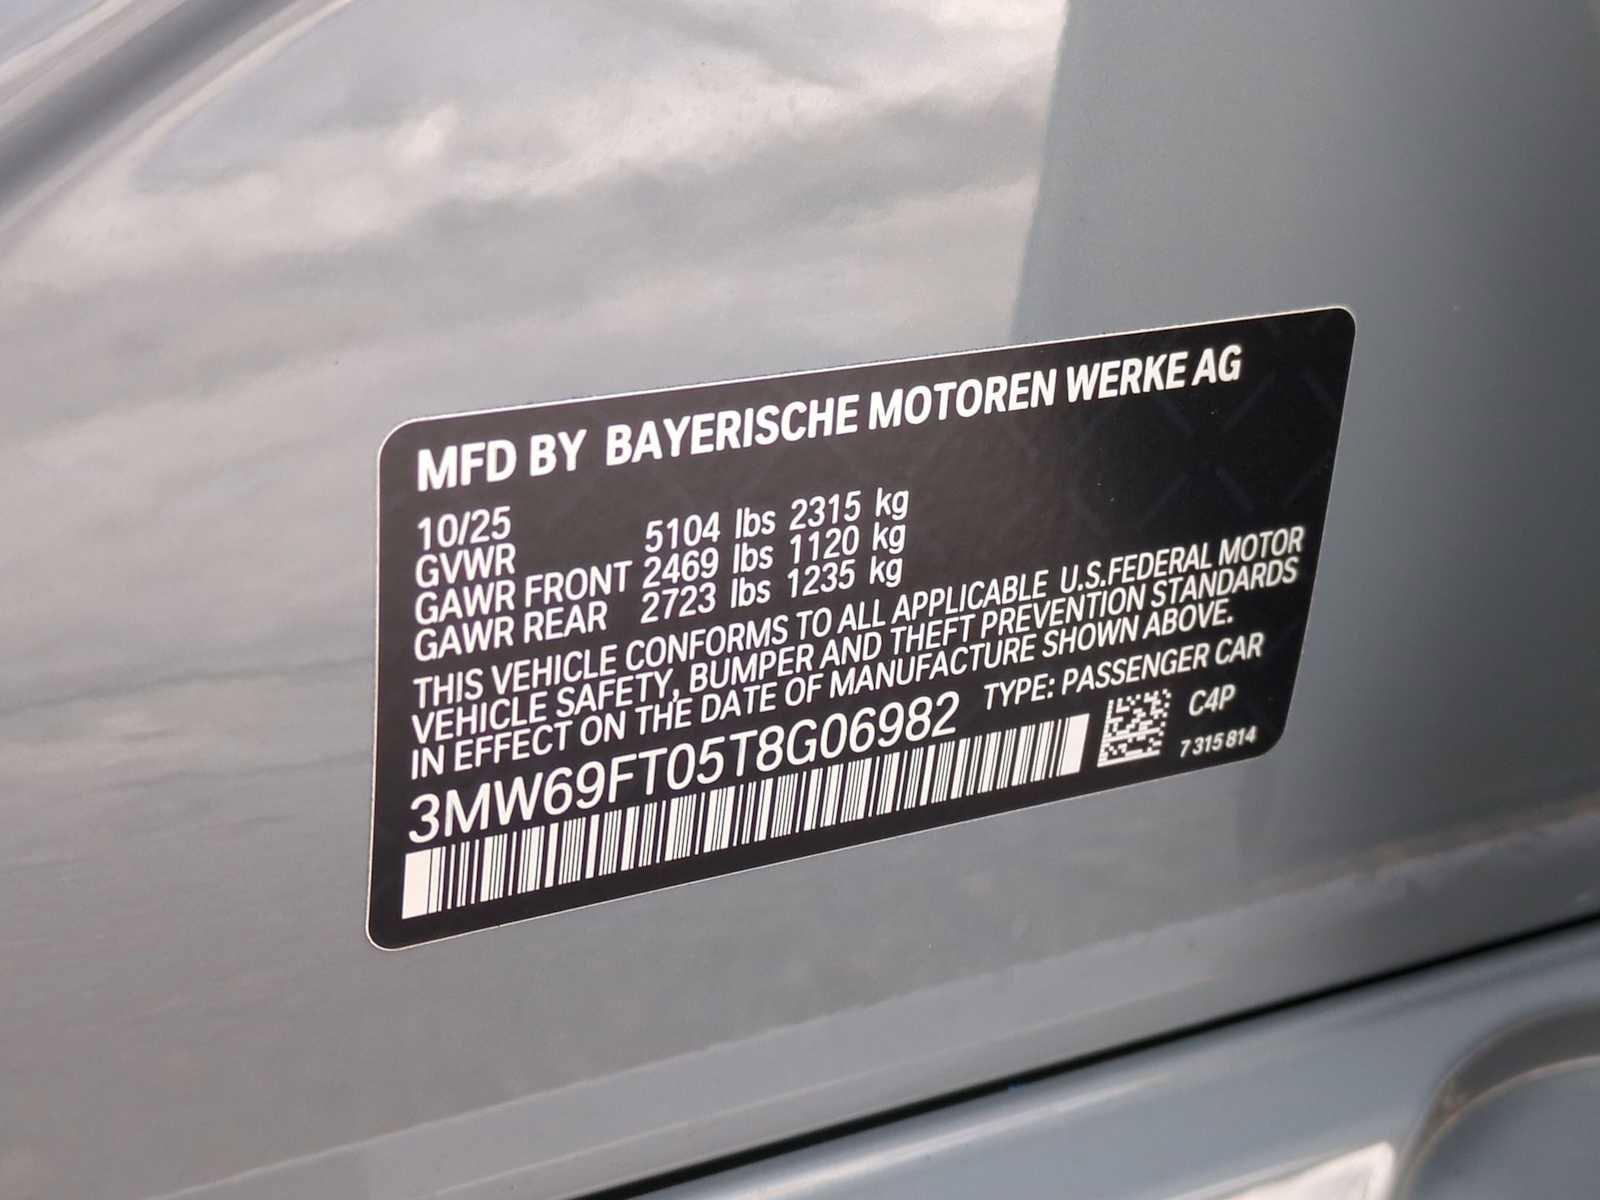 MFD BY BAYERISCHE MOTOREN WERKE AG
10/25
GVWR 5104 lbs 2315 kg
GAWR FRONT 2469 lbs 1120 kg
GAWR REAR 2723 lbs 1235 kg
THIS VEHICLE CONFORMS TO ALL APPLICABLE U.S.FEDERAL MOTOR
VEHICLE SAFETY, BUMPER AND THEFT PREVENTION STANDARDS
IN EFFECT ON THE DATE OF MANUFACTURE SHOWN ABOVE.
3MW69FT05T8G06982 TYPE: PASSENGER CAR
C4P
7 315 814